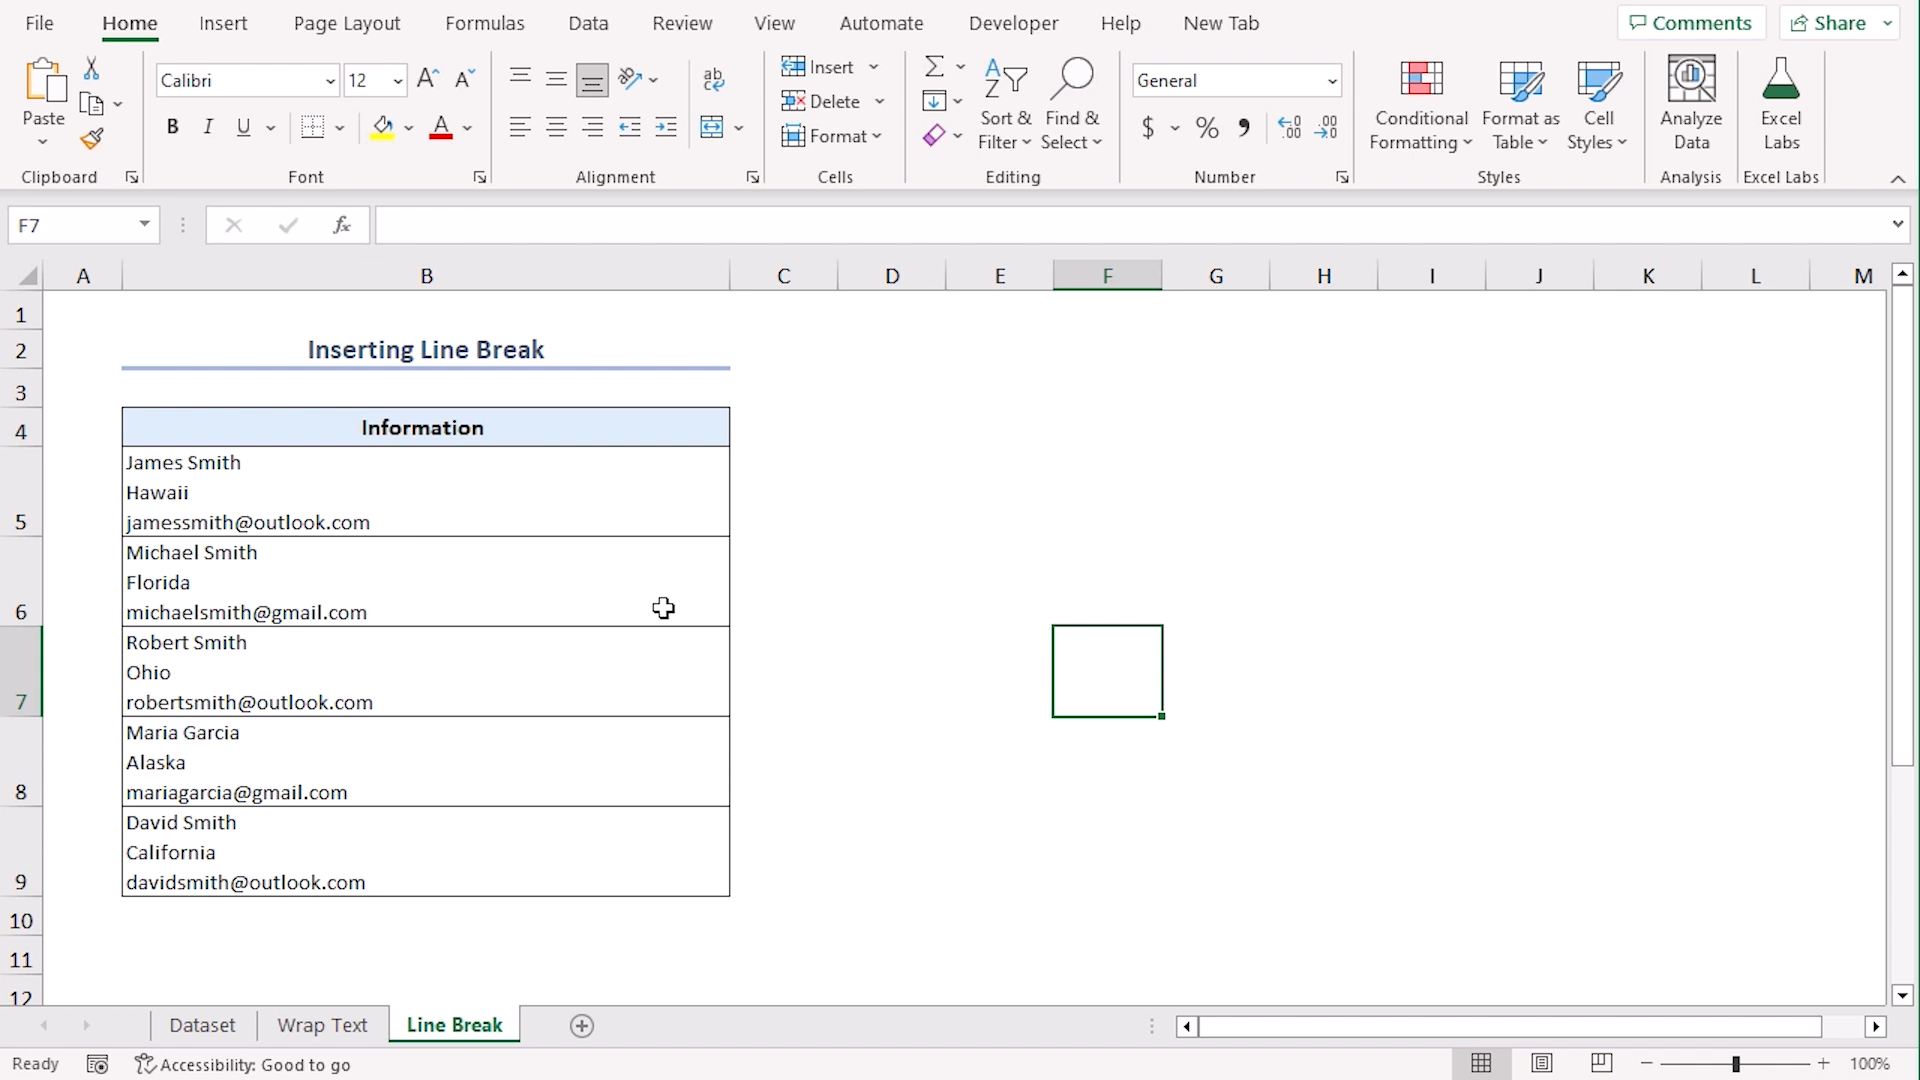 File Home Insert Page Layout Formulas Data Review View Automate Developer Help New Tab Comments Share
Calibri 12 ab Insert General
Delete
Paste B I U Format Sort & Filter Find & Select $ % Conditional Formatting Format as Table Cell Styles Analyze Data Excel Labs
Clipboard Font Alignment Cells Editing Number Styles Analysis Excel Labs
F7 fx
A B C D E F G H I J K L M
1
2 Inserting Line Break
3
4 Information
James Smith
Hawaii
5 jamessmith@outlook.com
Michael Smith
Florida
6 michaelsmith@gmail.com
Robert Smith
Ohio
7 robertsmith@outlook.com
Maria Garcia
Alaska
8 mariagarcia@gmail.com
David Smith
California
9 davidsmith@outlook.com
10
11
12
Dataset Wrap Text Line Break
Ready Accessibility: Good to go 100%